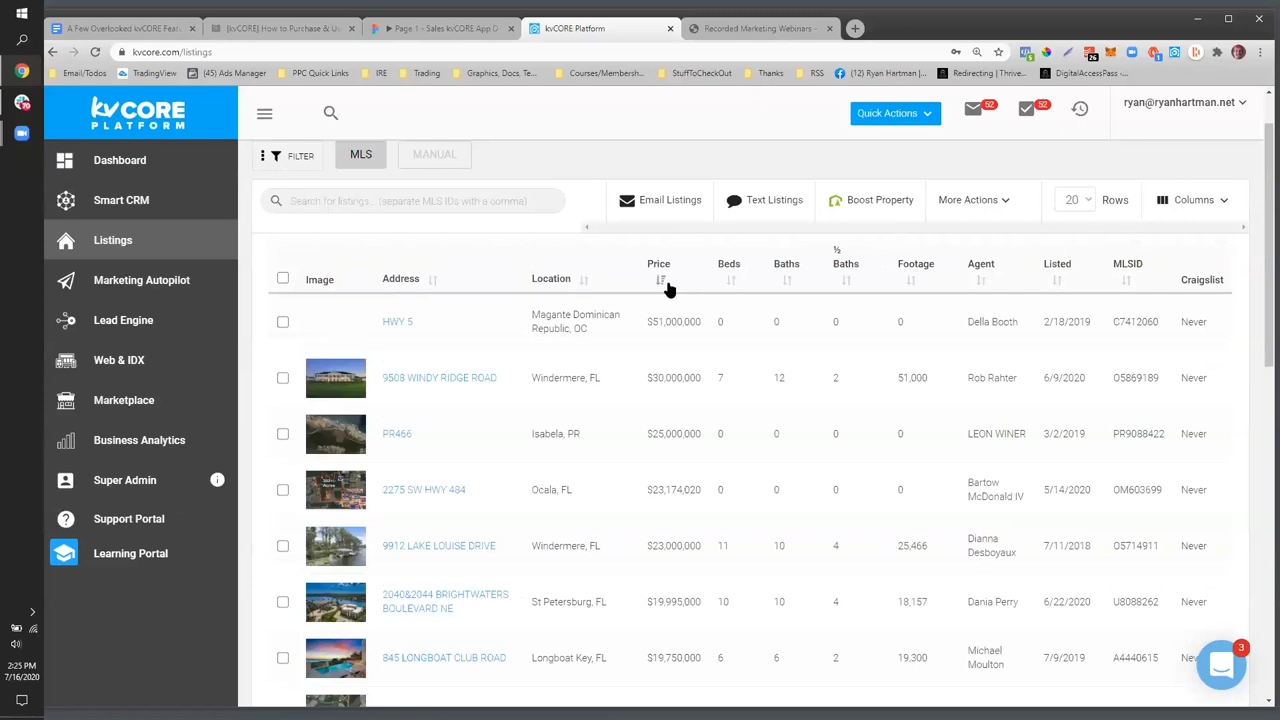 A Few Overlooked kvCORE Feat
[kvCORE] How to Purchase & U
Page 1 - Sales kvCORE App D
kvCORE Platform
Recorded Marketing Webinars –
kvcore.com/listings
Email/Todos
TradingView
(45) Ads Manager
PPC Quick Links
IRE
Trading
Graphics, Docs, Te...
Courses/Membersh...
StuffToCheckOut
Thanks
RSS
(12) Ryan Hartman |...
Redirecting | Thrive...
DigitalAccessPass -...
kvCORE
PLATFORM
Quick Actions
52
52
ryan@ryanhartman.net
Dashboard
Smart CRM
Listings
Marketing Autopilot
Lead Engine
Web & IDX
Marketplace
Business Analytics
Super Admin
Support Portal
Learning Portal
2:25 PM
7/16/2020
FILTER
MLS
MANUAL
Search for listings... (separate MLS IDs with a comma)
Email Listings
Text Listings
Boost Property
More Actions
20
Rows
Columns
Image
Address
Location
Price
Beds
Baths
½
Baths
Footage
Agent
Listed
MLSID
Craigslist
HWY 5
Magante Dominican
Republic, OC
$51,000,000
0
0
0
0
Della Booth
2/18/2019
C7412060
Never
9508 WINDY RIDGE ROAD
Windermere, FL
$30,000,000
7
12
2
51,000
Rob Rahter
6/9/2020
O5869189
Never
PR466
Isabela, PR
$25,000,000
0
0
0
0
LEON WINER
3/2/2019
PR9088422
Never
2275 SW HWY 484
Ocala, FL
$23,174,020
0
0
0
0
Bartow
McDonald IV
5/14/2020
OM603699
Never
9912 LAKE LOUISE DRIVE
Windermere, FL
$23,000,000
11
10
4
25,466
Dianna
Desboyaux
7/11/2018
O5714911
Never
2040&2044 BRIGHTWATERS
BOULEVARD NE
St Petersburg, FL
$19,995,000
10
10
4
18,157
Dania Perry
6/22/2020
U8088262
Never
845 LONGBOAT CLUB ROAD
Longboat Key, FL
$19,750,000
6
6
2
19,300
Michael
Moulton
7/9/2019
A4440615
3